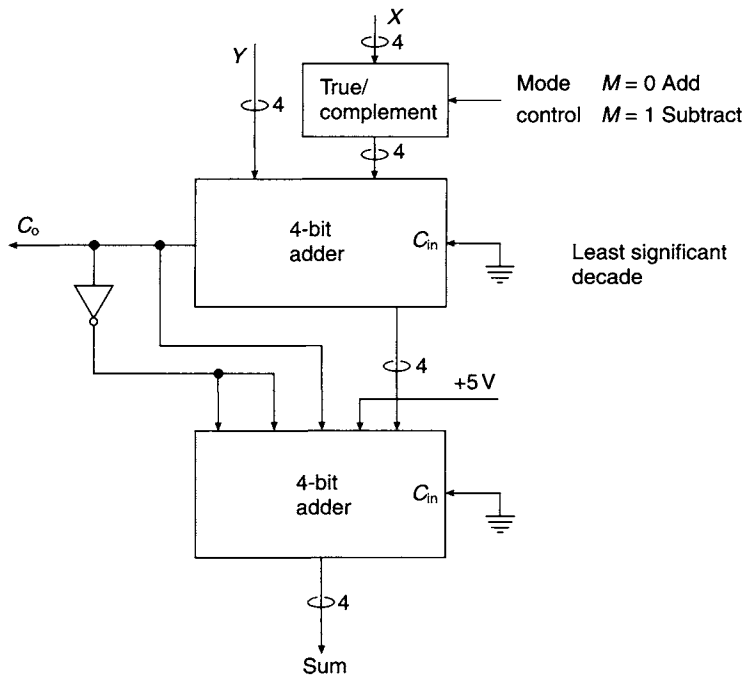 X
4
Y
4
True/
complement
Mode M = 0 Add
control M = 1 Subtract
4
Co
4-bit
adder
Cin
Least significant
decade
4
+5 V
4-bit
adder
Cin
4
Sum